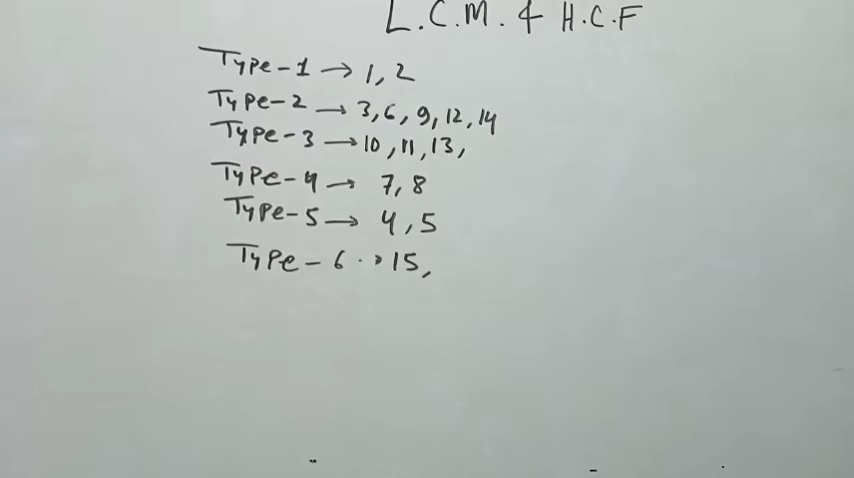 L.C.M. & H.C.F
Type-1 → 1, 2
Type-2 → 3, 6, 9, 12, 14
Type-3 → 10, 11, 13,
Type-4 → 7, 8
Type-5 → 4, 5
Type-6 → 15,